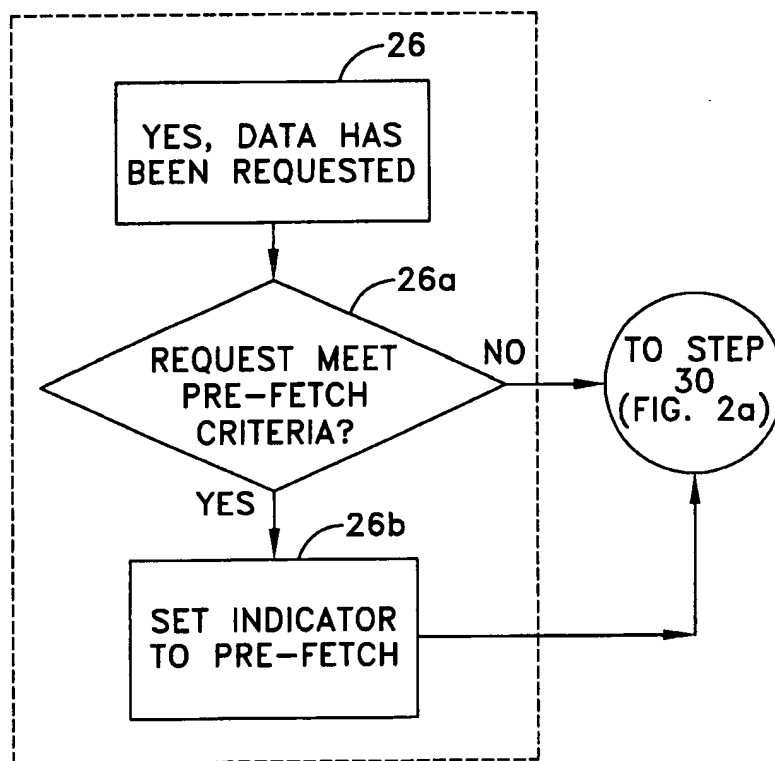 26
YES, DATA HAS
BEEN REQUESTED
26a
REQUEST MEET
PRE-FETCH
CRITERIA?
NO
TO STEP
30
(FIG. 2a)
YES
26b
SET INDICATOR
TO PRE-FETCH